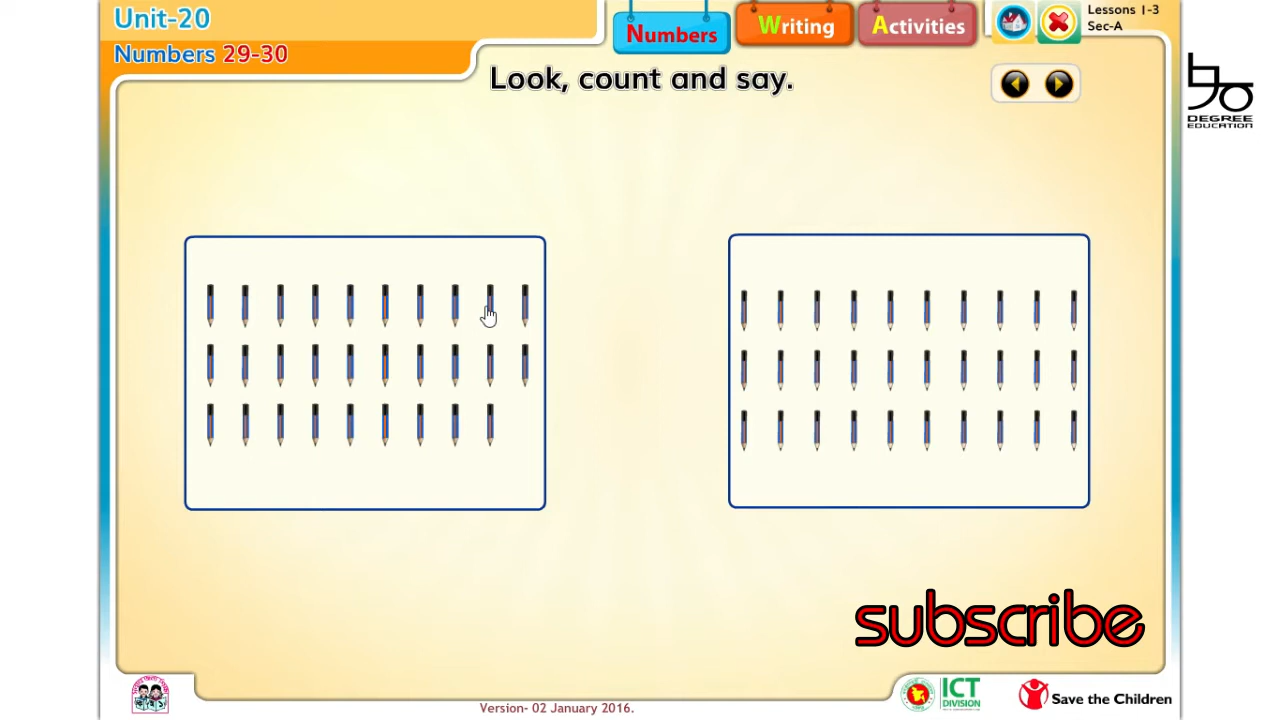 Unit-20
Numbers 29-30
Numbers
Writing
Activities
Lessons 1-3
Sec-A
Look, count and say.
DEGREE
EDUCATION
subscribe
Version- 02 January 2016.
ICT
DIVISION
Save the Children